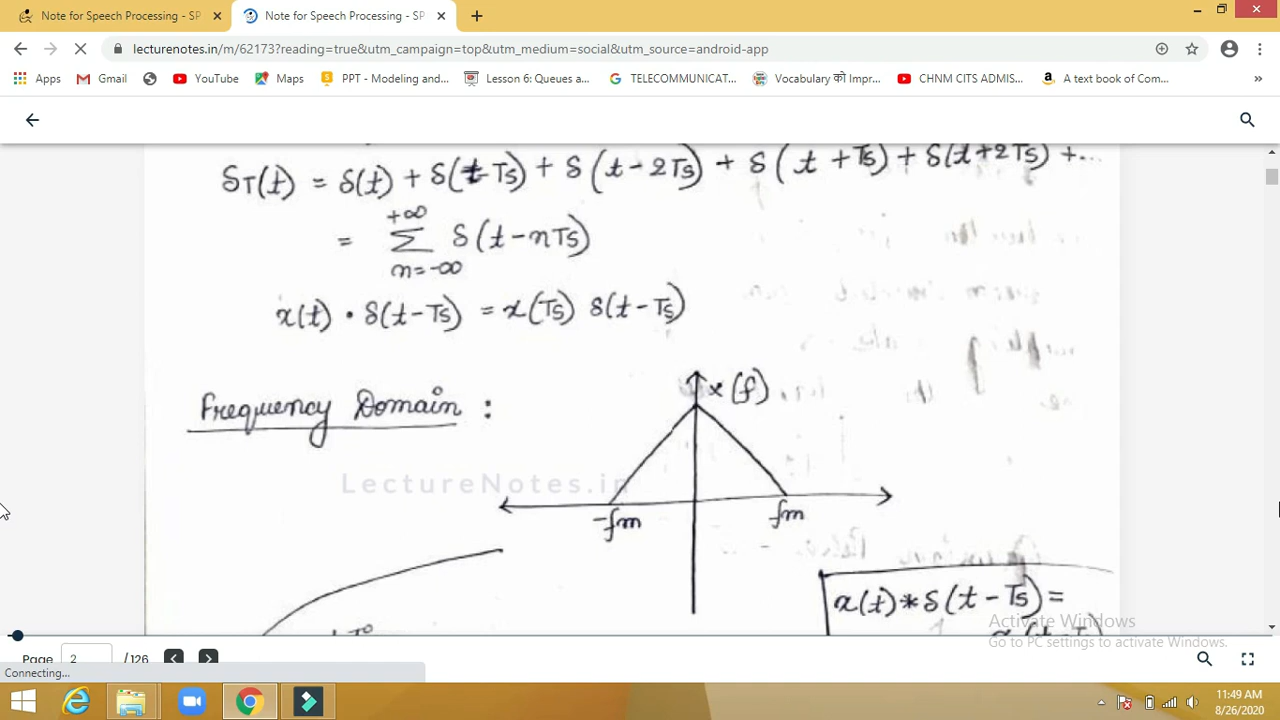 Note for Speech Processing - SP
Note for Speech Processing - SP
lecturenotes.in/m/62173?reading=true&utm_campaign=top&utm_medium=social&utm_source=android-app
Apps Gmail YouTube Maps PPT - Modeling and... Lesson 6: Queues a... TELECOMMUNICAT... Vocabulary को Impr... CHNM CITS ADMIS... A text book of Com... »
δT(t) = δ(t) + δ(t-Ts) + δ(t-2Ts) + δ(t+Ts) + δ(t+2Ts) +...
+∞
= Σ δ(t-nTs)
n=-∞
x(t) · δ(t-Ts) = x(Ts) δ(t-Ts)
x(f)
Frequency Domain :
LectureNotes.in
-fm fm
x(t)*δ(t-Ts)=
Activate Windows
Go to PC settings to activate Windows.
Page 2 /126
Connecting...
11:49 AM
8/26/2020